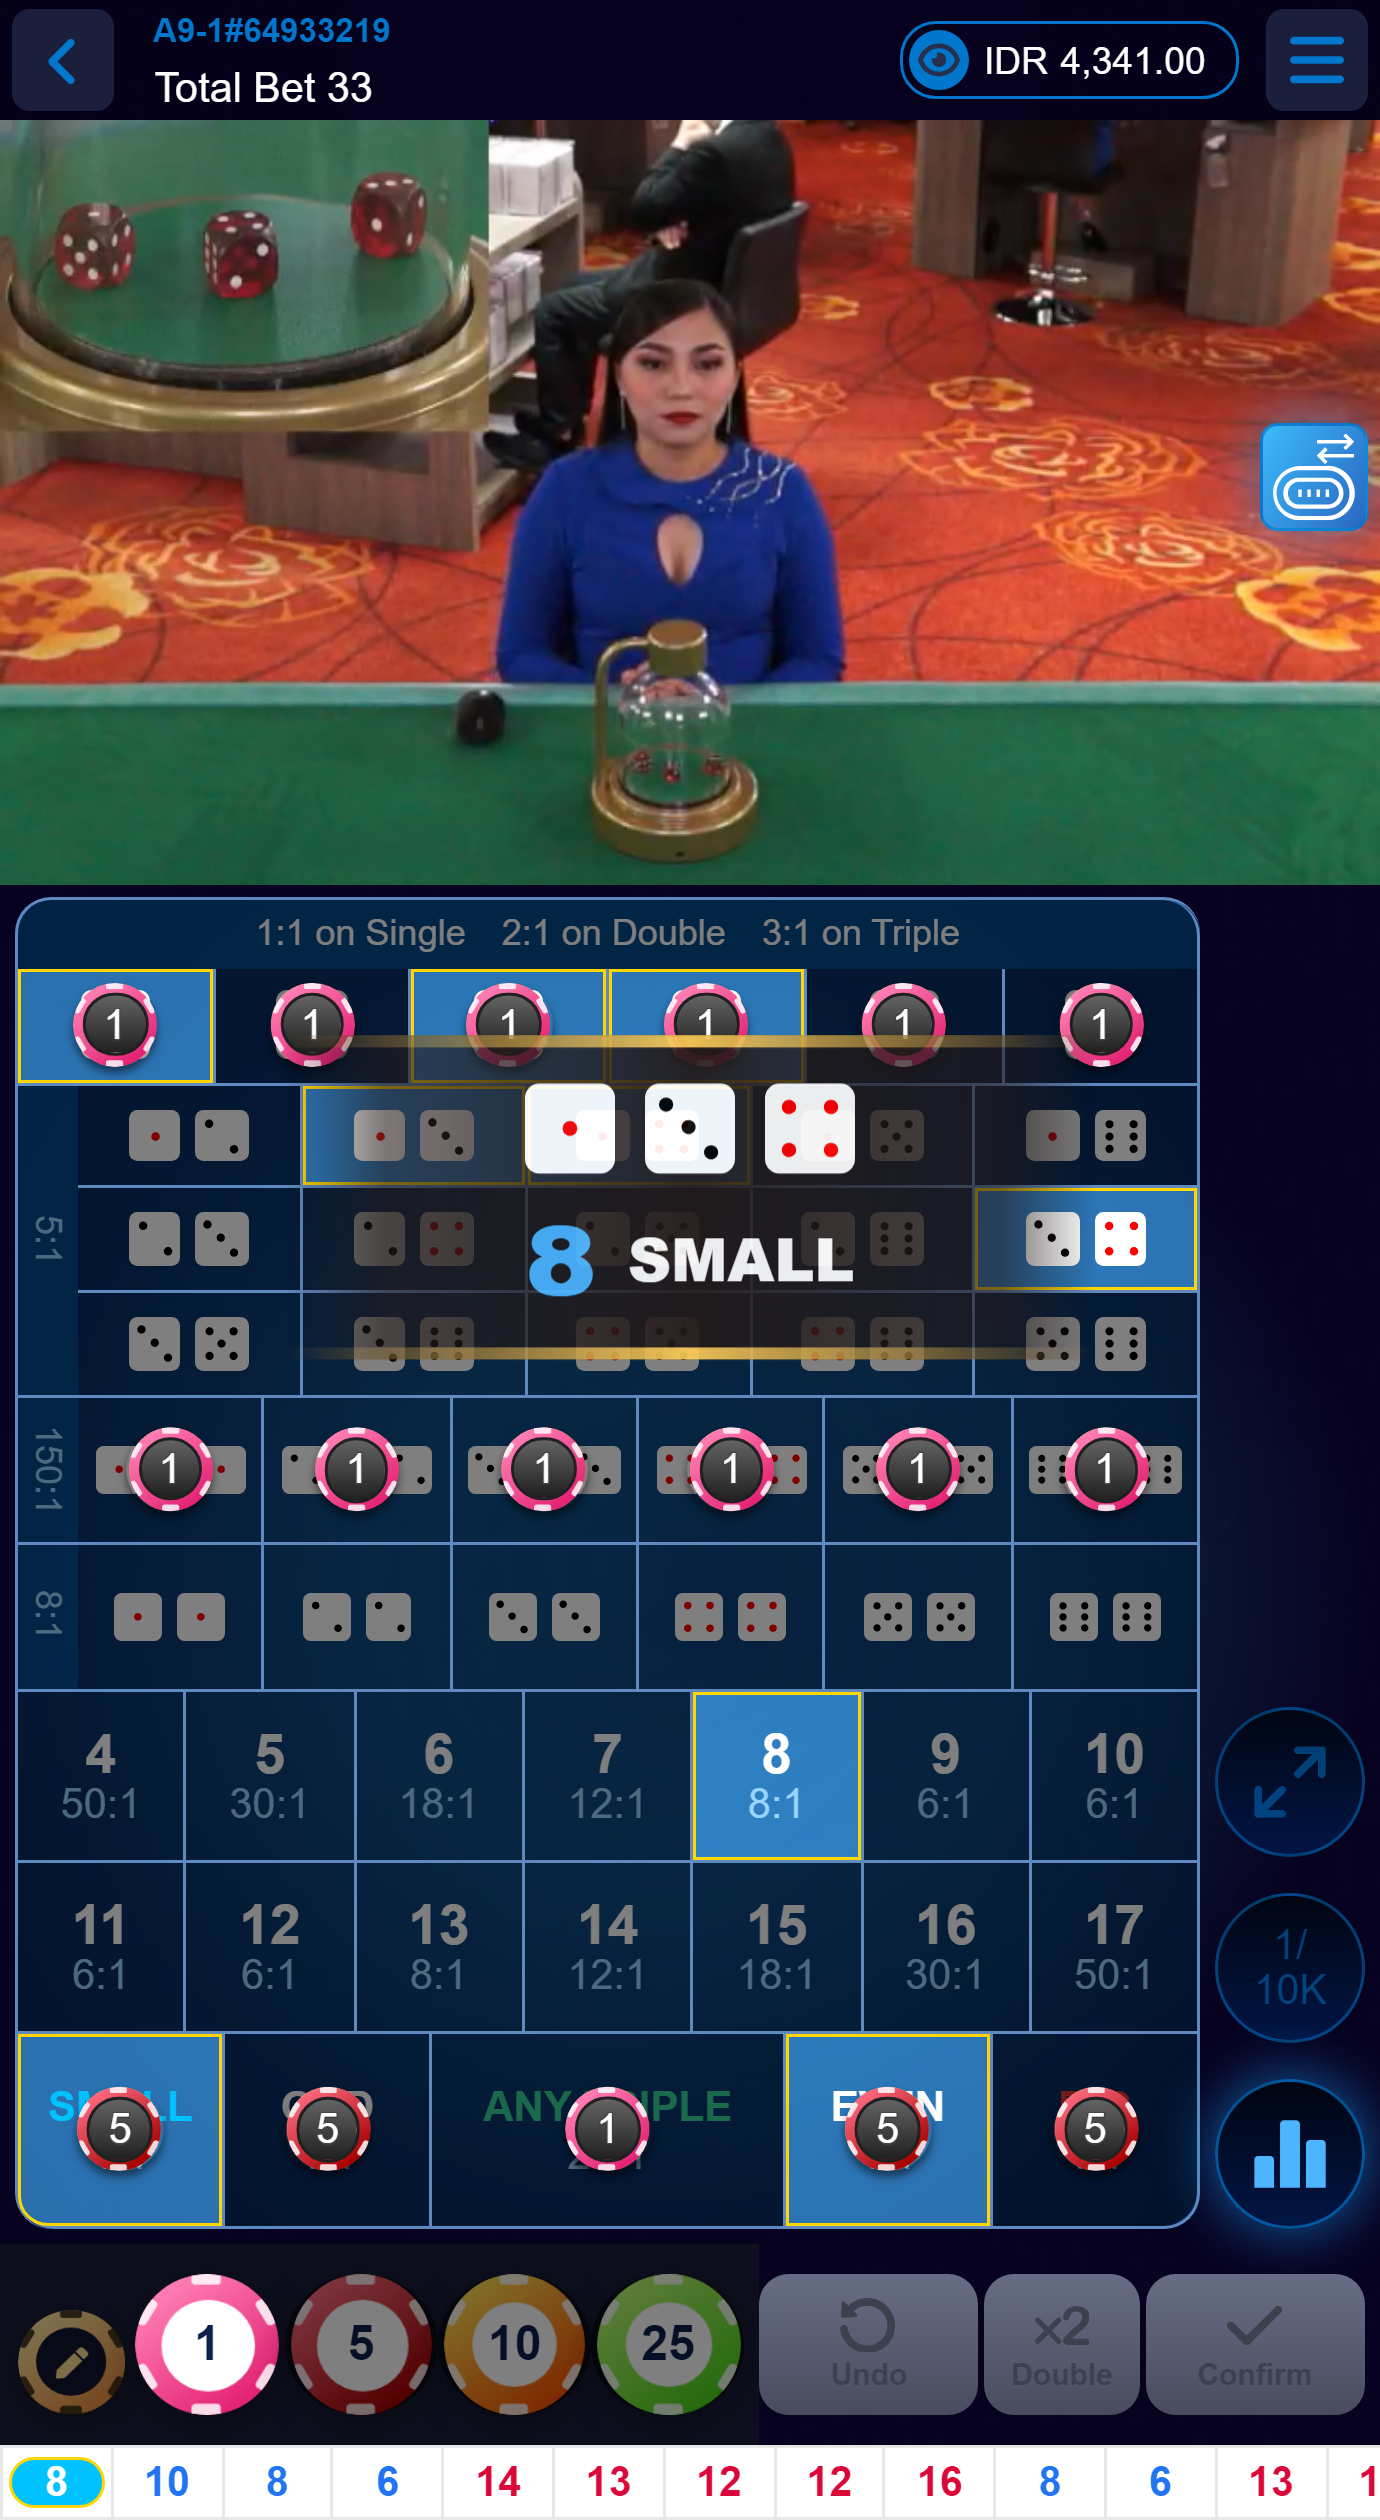 A9-1#64933219
Total Bet 33
IDR 4,341.00
1:1 on Single 2:1 on Double 3:1 on Triple
1 1 1 1 1 1
5:1
8 SMALL
150:1
1 1 1 1 1 1
8:1
4 5 6 7 8 9 10
50:1 30:1 18:1 12:1 8:1 6:1 6:1
11 12 13 14 15 16 17
6:1 6:1 8:1 12:1 18:1 30:1 50:1
1/
10K
5 5 1 5 5
1 5 10 25
x2
Undo Double Confirm
8 10 8 6 14 13 12 12 16 8 6 13